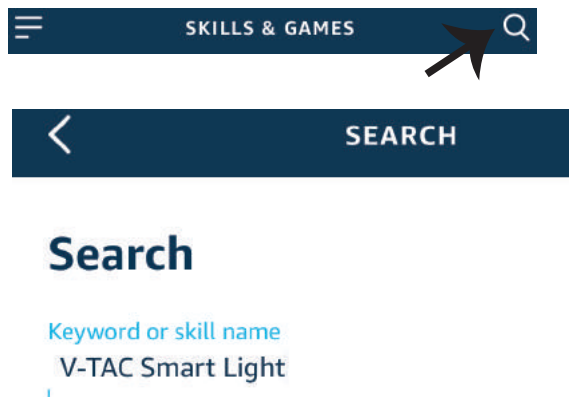 SKILLS & GAMES
SEARCH
Search
Keyword or skill name
V-TAC Smart Light